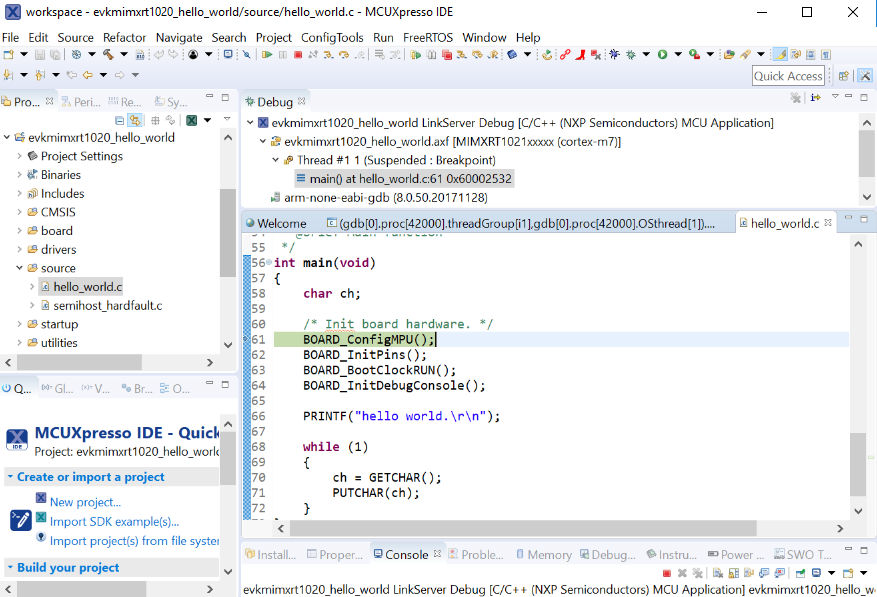 workspace - evkmimxrt1020_hello_world/source/hello_world.c - MCUXpresso IDE
File Edit Source Refactor Navigate Search Project ConfigTools Run FreeRTOS Window Help
Quick Access
Pro... Peri... Re... Sy...
evkmimxrt1020_hello_world
Project Settings
Binaries
Includes
CMSIS
board
drivers
source
hello_world.c
semihost_hardfault.c
startup
utilities
Debug
evkmimxrt1020_hello_world LinkServer Debug [C/C++ (NXP Semiconductors) MCU Application]
evkmimxrt1020_hello_world.axf [MIMXRT1021xxxxx (cortex-m7)]
Thread #1 1 (Suspended : Breakpoint)
main() at hello_world.c:61 0x60002532
arm-none-eabi-gdb (8.0.50.20171128)
Welcome (gdb[0].proc[42000].threadGroup[i1],gdb[0].proc[42000].OSthread[1]).... hello_world.c
55 */
56 int main(void)
57 {
58 char ch;
59
60 /* Init board hardware. */
61 BOARD_ConfigMPU();
62 BOARD_InitPins();
63 BOARD_BootClockRUN();
64 BOARD_InitDebugConsole();
65
66 PRINTF("hello world.\r\n");
67
68 while (1)
69 {
70 ch = GETCHAR();
71 PUTCHAR(ch);
72 }
Q... Gl... V... Br... O...
IDE
MCUXpresso IDE - Quick
Project: evkmimxrt1020_hello_world
Create or import a project
New project...
Import SDK example(s)...
Import project(s) from file system
Build your project
Install... Proper... Console Proble... Memory Debug... Instru... Power ... SWO T...
evkmimxrt1020_hello_world LinkServer Debug [C/C++ (NXP Semiconductors) MCU Application] evkmimxrt1020_hello_w